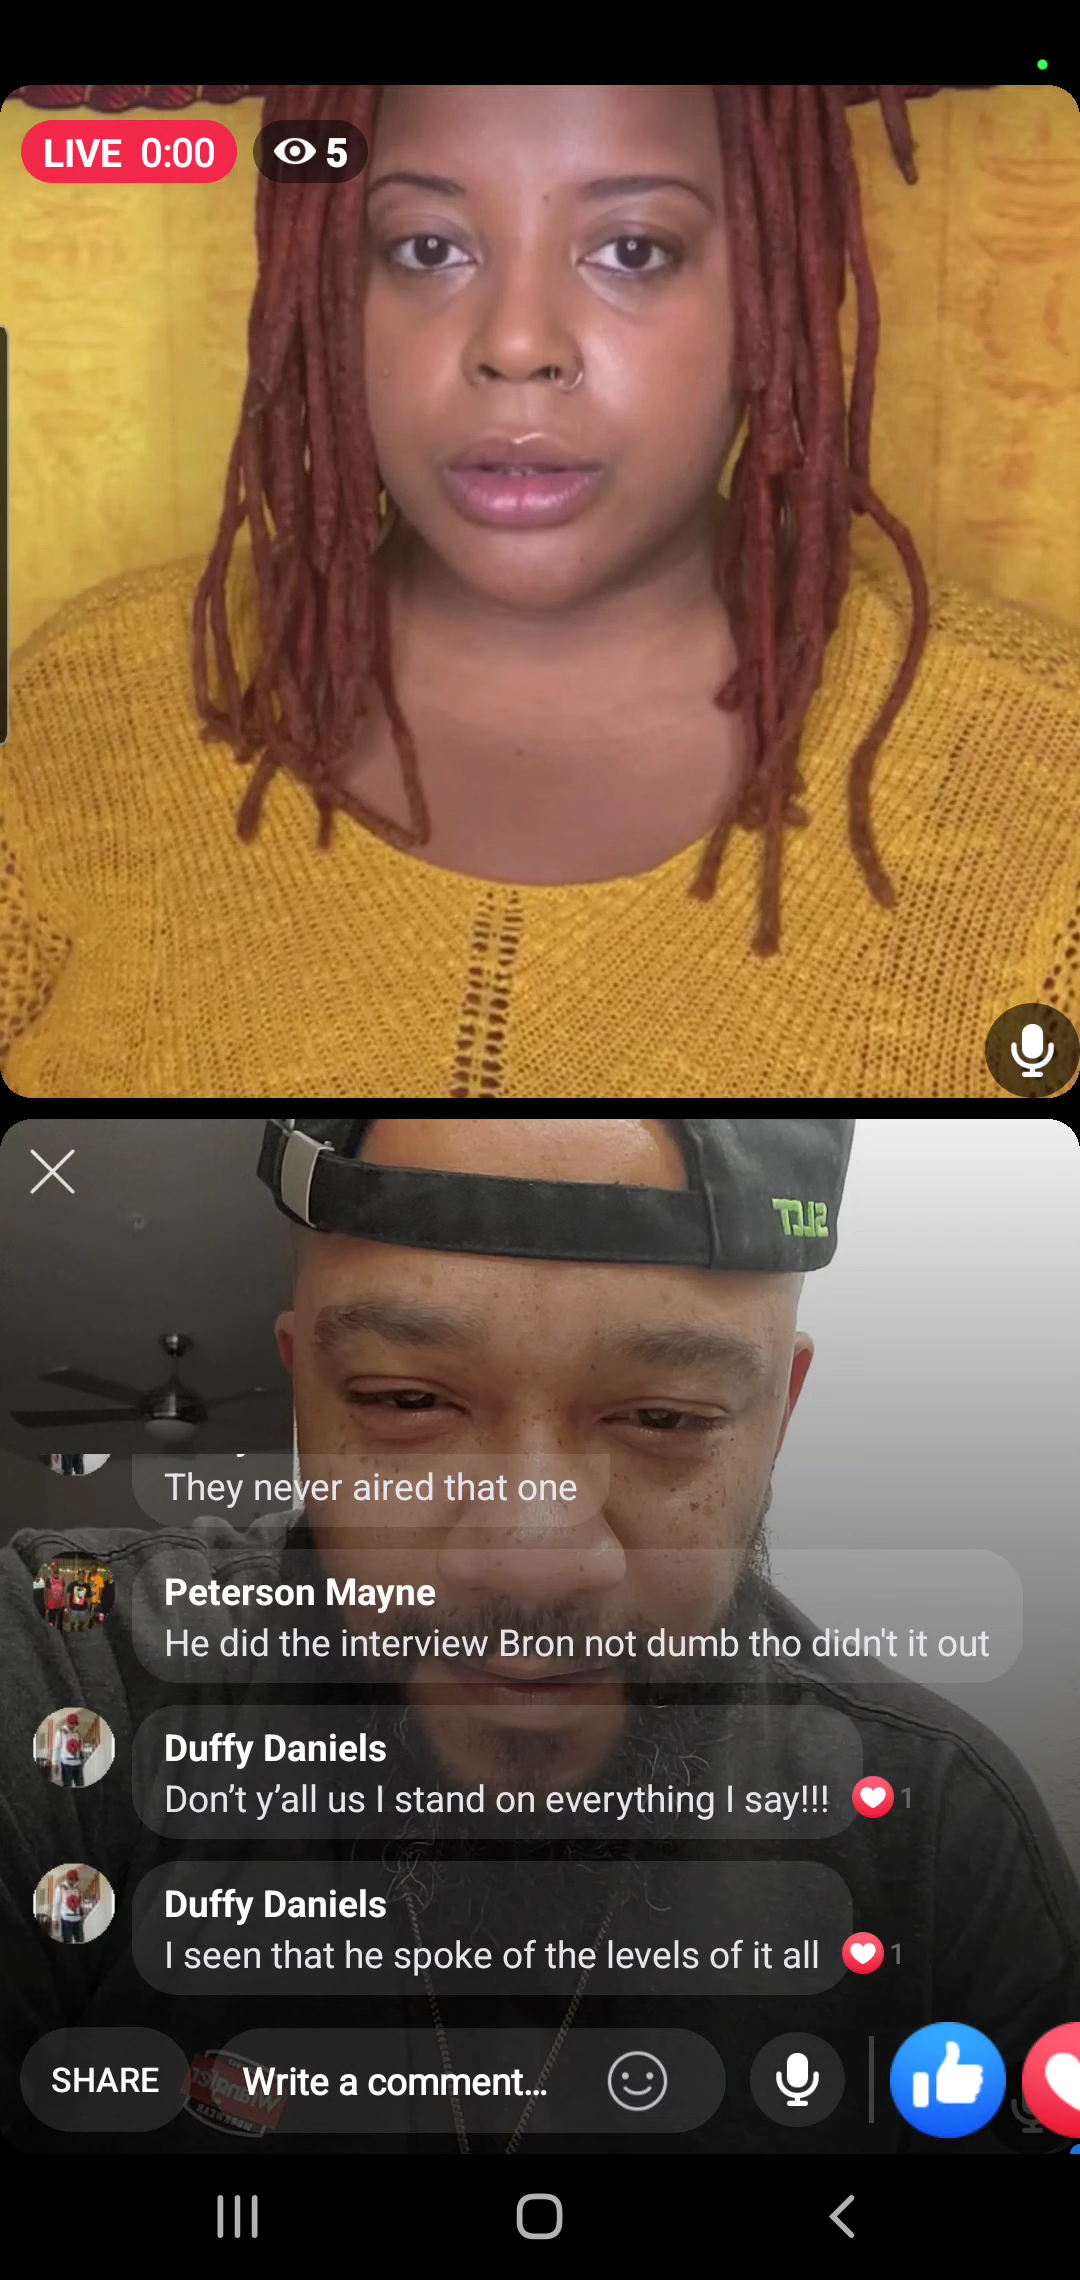 LIVE 0:00 5
SLCT
They never aired that one
Peterson Mayne
He did the interview Bron not dumb tho didn't it out
Duffy Daniels
Don’t y’all us I stand on everything I say!!! 1
Duffy Daniels
I seen that he spoke of the levels of it all 1
SHARE
Write a comment...